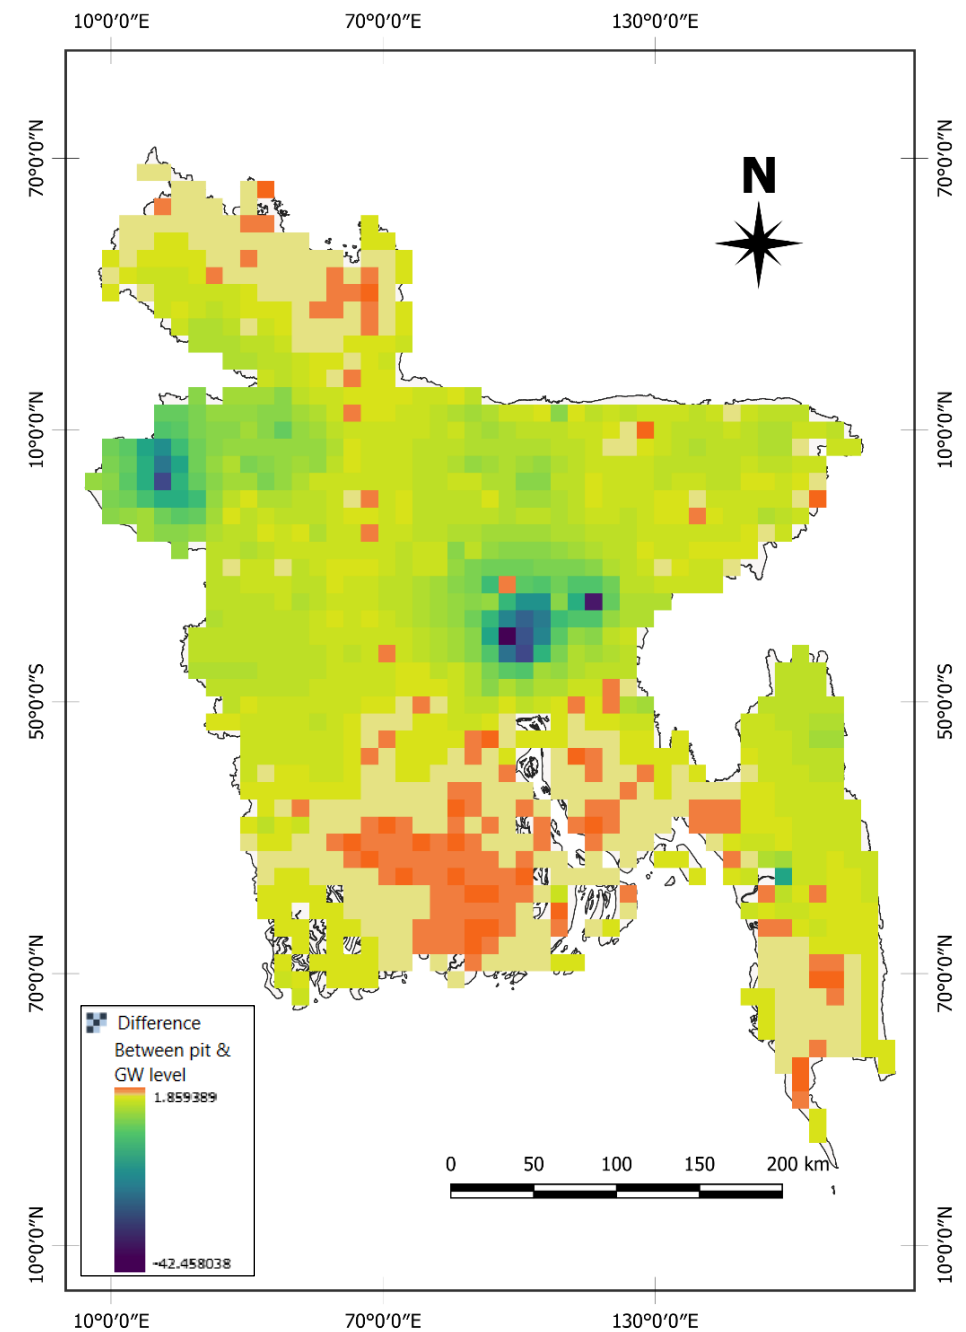 10°0′0″E 70°0′0″E 130°0′0″E
70°0′0″N 70°0′0″N
N
10°0′0″N 10°0′0″N
50°0′0″S 50°0′0″S
70°0′0″N 70°0′0″N
Difference
Between pit &
GW level
1.859389
-42.458038
0 50 100 150 200 km
1
10°0′0″N 10°0′0″N
10°0′0″E 70°0′0″E 130°0′0″E